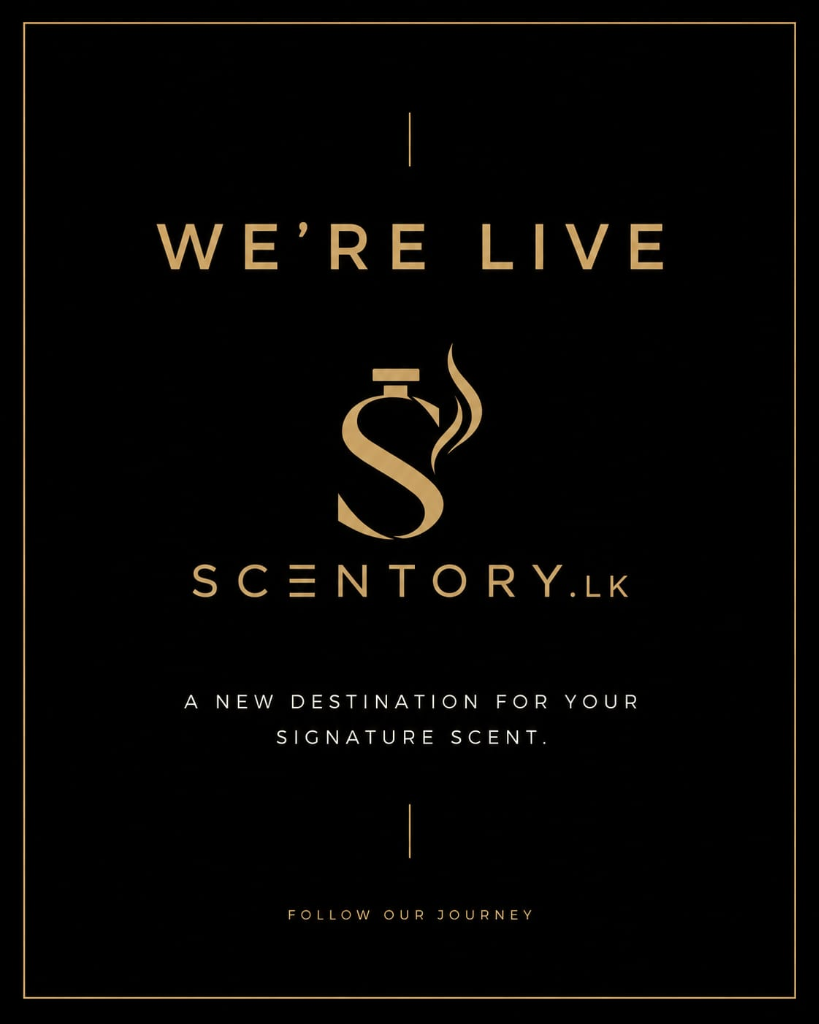 WE’RE LIVE
S
SCENTORY.LK
A NEW DESTINATION FOR YOUR
SIGNATURE SCENT.
FOLLOW OUR JOURNEY